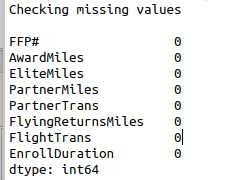 Checking missing values
FFP# 0
AwardMiles 0
EliteMiles 0
PartnerMiles 0
PartnerTrans 0
FlyingReturnsMiles 0
FlightTrans 0
EnrollDuration 0
dtype: int64